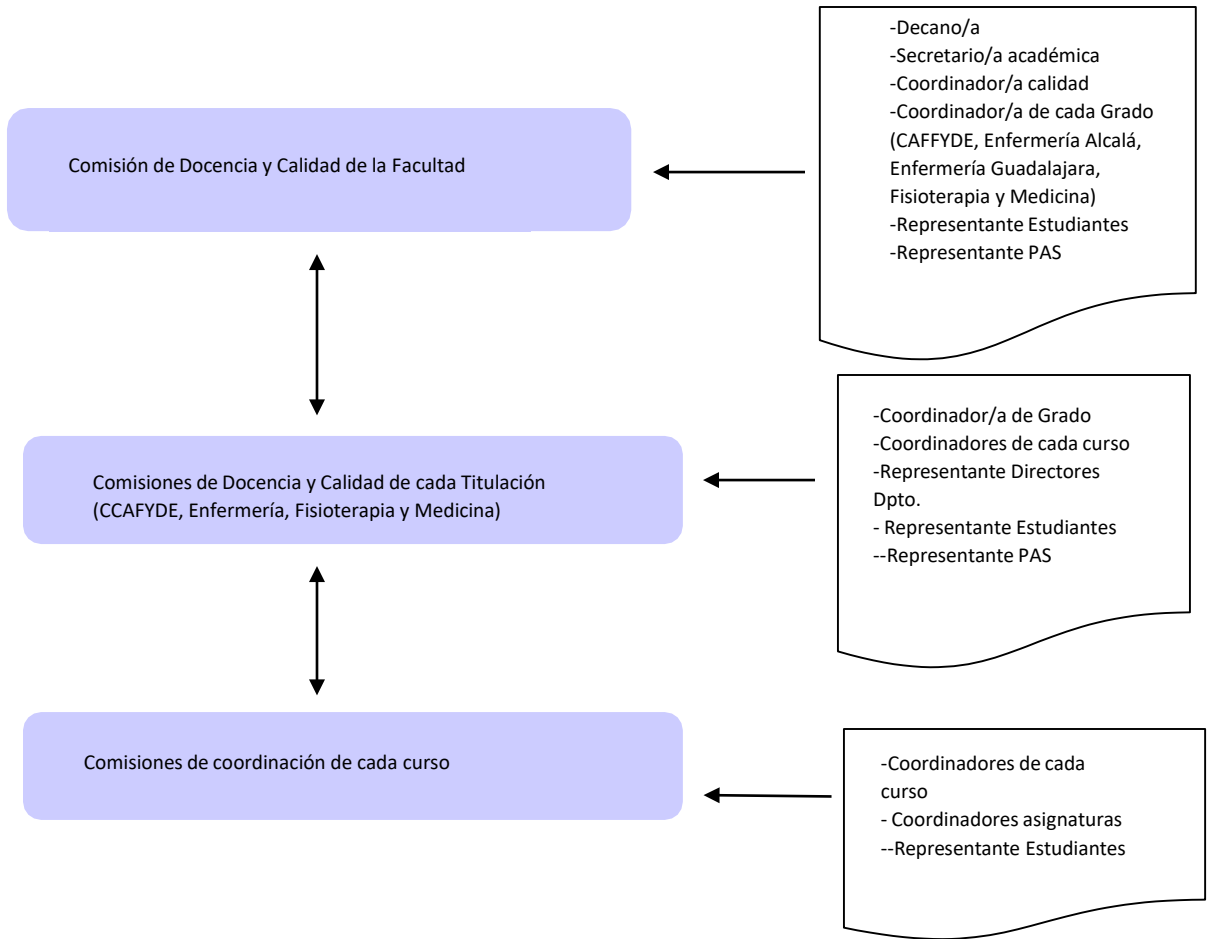 Comisión de Docencia y Calidad de la Facultad
-Decano/a
-Secretario/a académica
-Coordinador/a calidad
-Coordinador/a de cada Grado
(CAFFYDE, Enfermería Alcalá,
Enfermería Guadalajara,
Fisioterapia y Medicina)
-Representante Estudiantes
-Representante PAS
Comisiones de Docencia y Calidad de cada Titulación
(CCAFYDE, Enfermería, Fisioterapia y Medicina)
-Coordinador/a de Grado
-Coordinadores de cada curso
-Representante Directores
Dpto.
- Representante Estudiantes
--Representante PAS
Comisiones de coordinación de cada curso
-Coordinadores de cada
curso
- Coordinadores asignaturas
--Representante Estudiantes